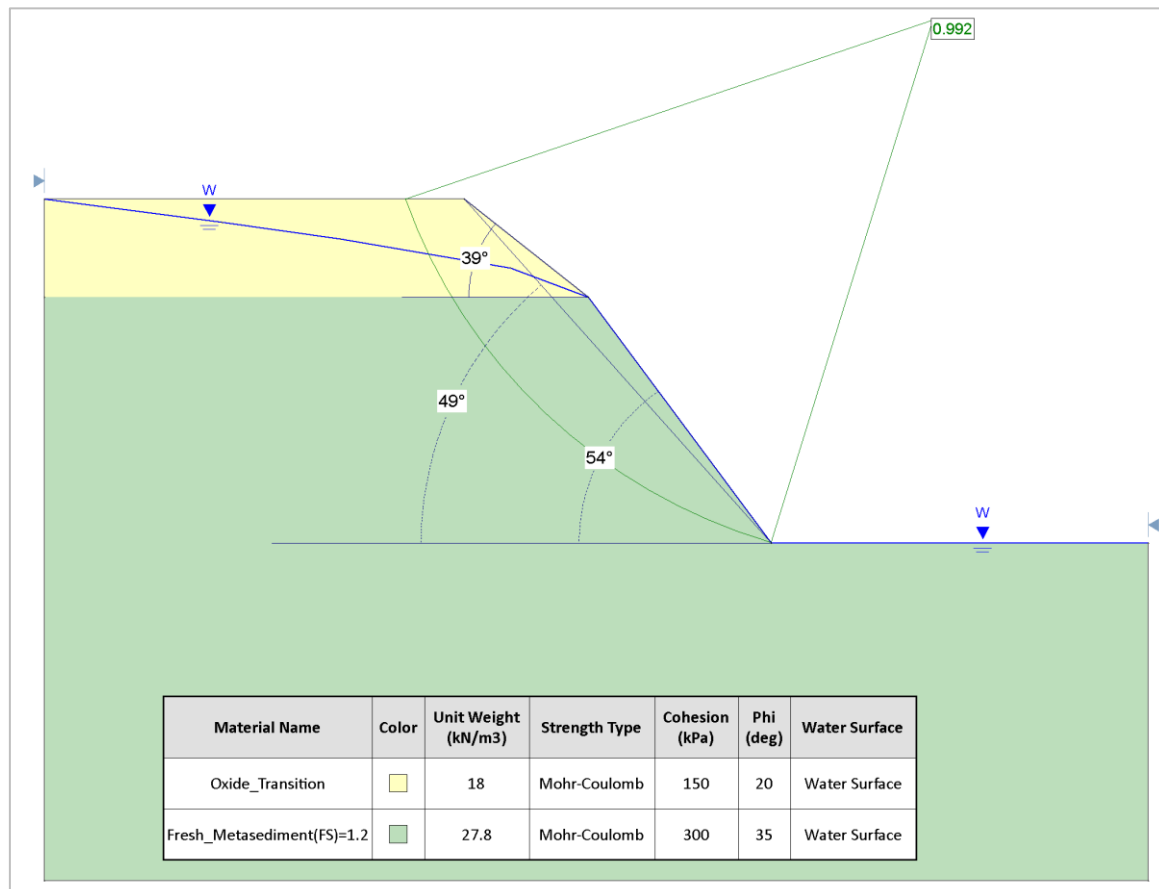 0.992
W
39°
49°
54°
W
Material Name Color Unit Weight (kN/m3) Strength Type Cohesion (kPa) Phi (deg) Water Surface
Oxide_Transition 18 Mohr-Coulomb 150 20 Water Surface
Fresh_Metasediment(FS)=1.2 27.8 Mohr-Coulomb 300 35 Water Surface